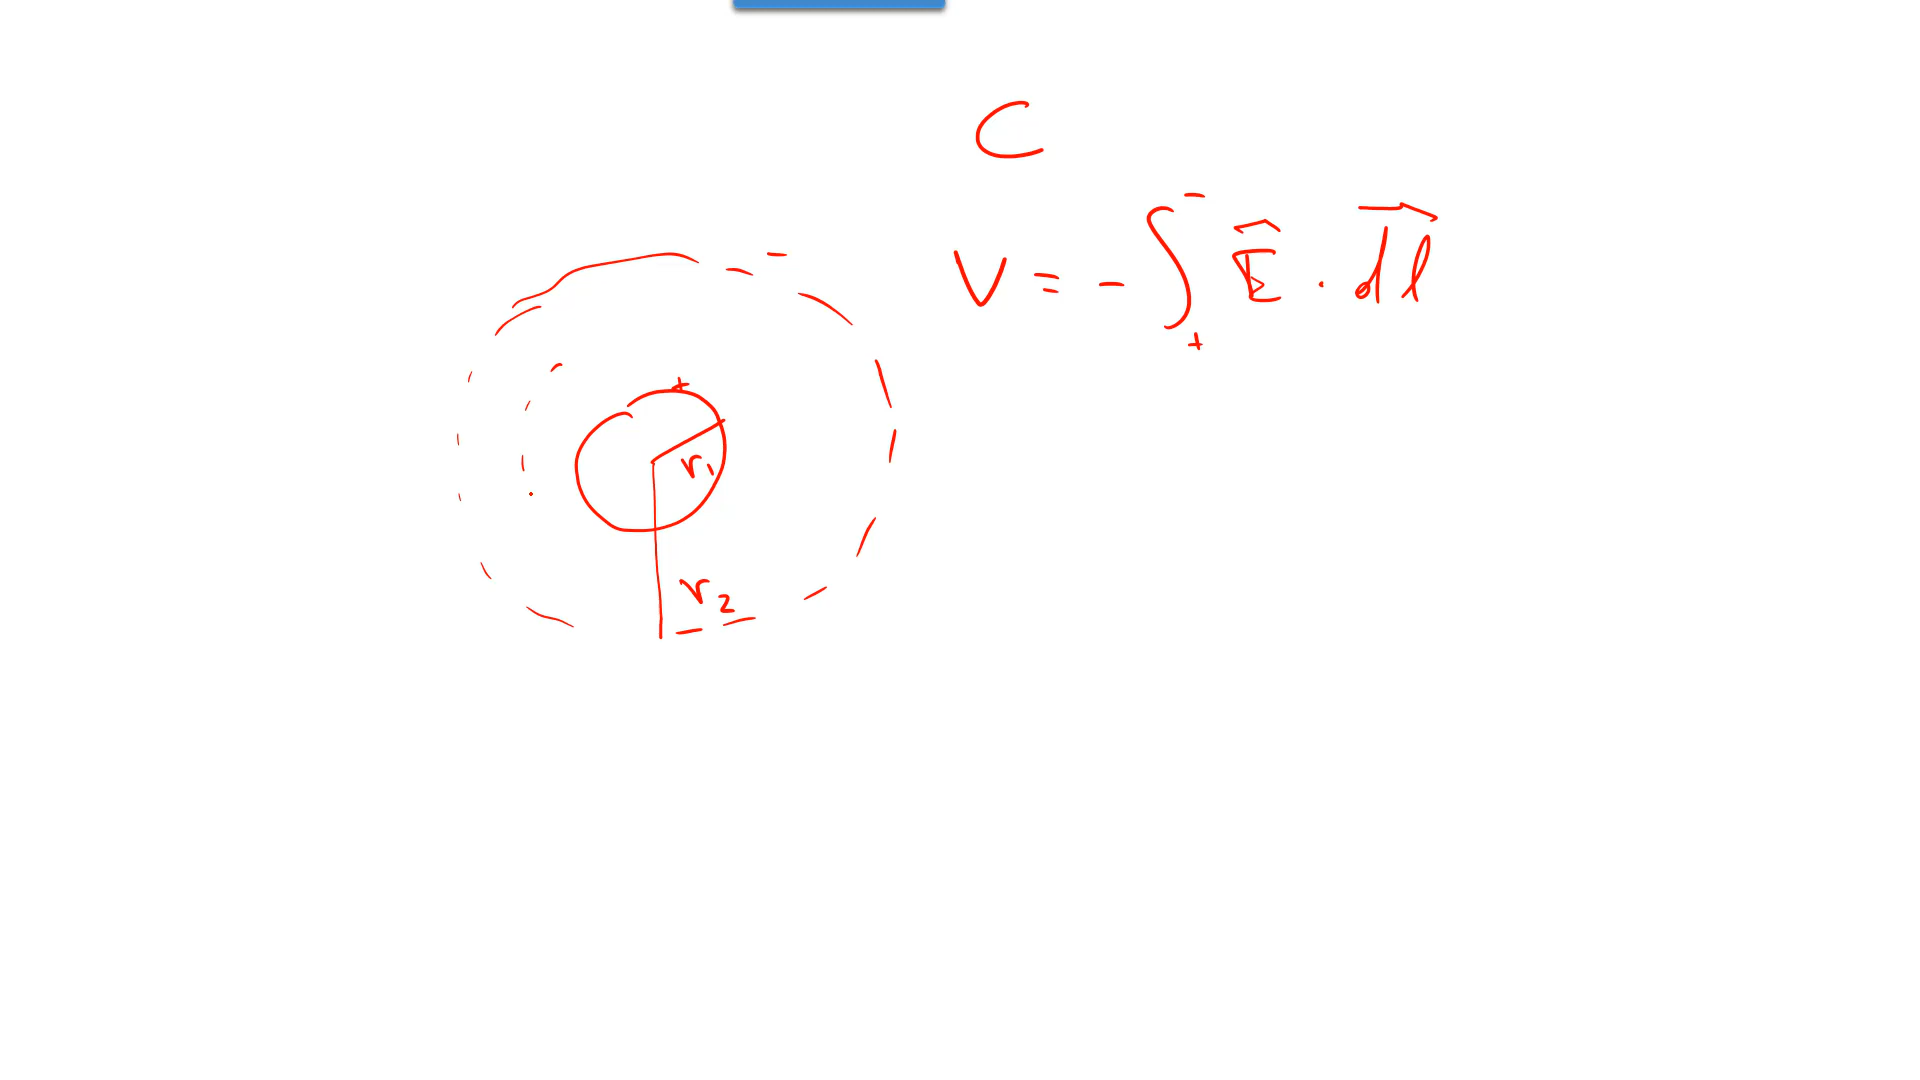 C
V = - ∫₊⁻ E⃗ · dl⃗
+
r₁
r₂